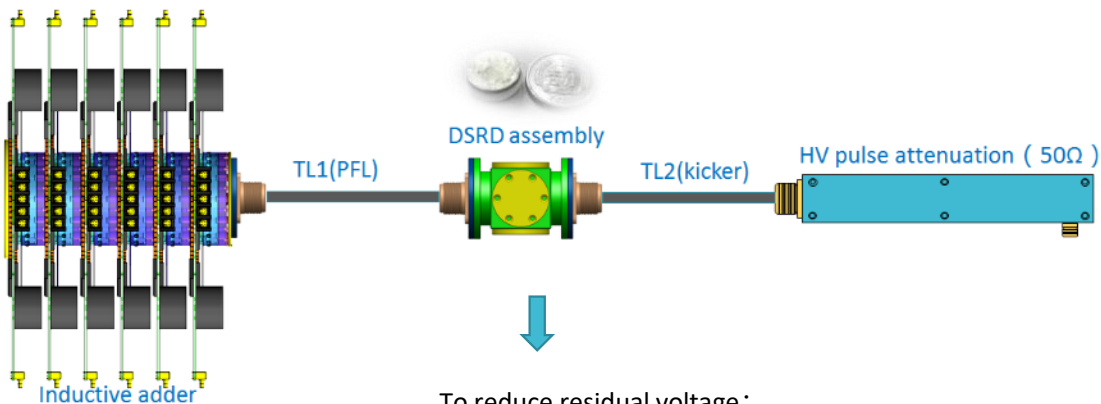 DSRD assembly
TL1(PFL)
TL2(kicker)
HV pulse attenuation（50Ω）
Inductive adder
To reduce residual voltage：